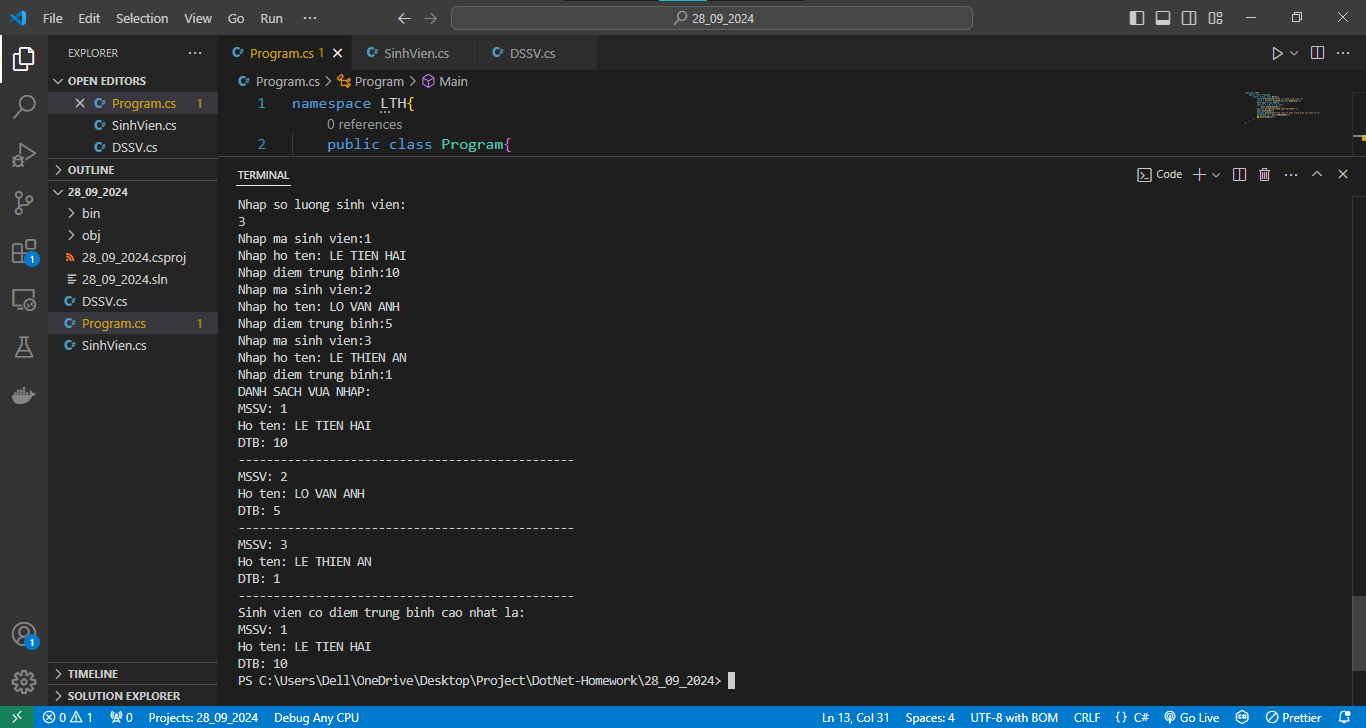 File Edit Selection View Go Run ··· 28_09_2024
EXPLORER ···
OPEN EDITORS
Program.cs 1
SinhVien.cs
DSSV.cs
OUTLINE
28_09_2024
bin
obj
28_09_2024.csproj
28_09_2024.sln
DSSV.cs
Program.cs 1
SinhVien.cs
TIMELINE
SOLUTION EXPLORER
1
1
Program.cs 1 SinhVien.cs DSSV.cs
Program.cs > Program > Main
1 namespace LTH{
0 references
2 public class Program{
TERMINAL Code
Nhap so luong sinh vien:
3
Nhap ma sinh vien:1
Nhap ho ten: LE TIEN HAI
Nhap diem trung binh:10
Nhap ma sinh vien:2
Nhap ho ten: LO VAN ANH
Nhap diem trung binh:5
Nhap ma sinh vien:3
Nhap ho ten: LE THIEN AN
Nhap diem trung binh:1
DANH SACH VUA NHAP:
MSSV: 1
Ho ten: LE TIEN HAI
DTB: 10
------------------------------------------------
MSSV: 2
Ho ten: LO VAN ANH
DTB: 5
------------------------------------------------
MSSV: 3
Ho ten: LE THIEN AN
DTB: 1
------------------------------------------------
Sinh vien co diem trung binh cao nhat la:
MSSV: 1
Ho ten: LE TIEN HAI
DTB: 10
PS C:\Users\Dell\OneDrive\Desktop\Project\DotNet-Homework\28_09_2024>
0 1 0 Projects: 28_09_2024 Debug Any CPU Ln 13, Col 31 Spaces: 4 UTF-8 with BOM CRLF {} C# Go Live Prettier